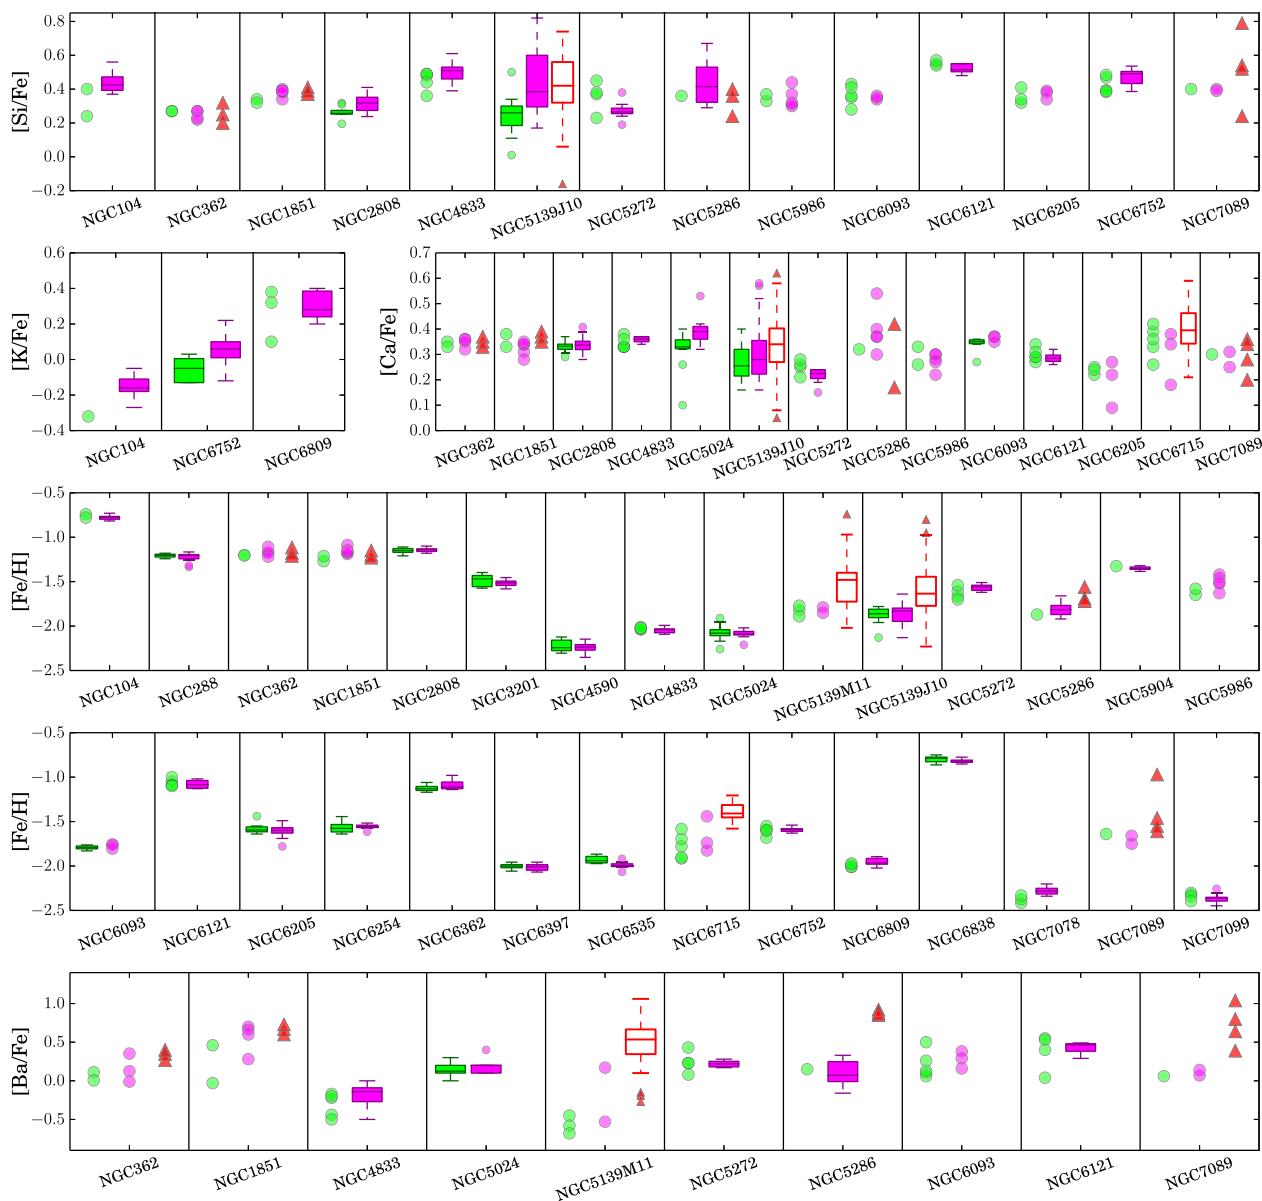 [Si/Fe]
0.8
0.6
0.4
0.2
0.0
−0.2
NGC104 NGC362 NGC1851 NGC2808 NGC4833 NGC5139J10 NGC5272 NGC5286 NGC5986 NGC6093 NGC6121 NGC6205 NGC6752 NGC7089
[K/Fe]
0.6
0.4
0.2
0.0
−0.2
−0.4
NGC104 NGC6752 NGC6809
[Ca/Fe]
0.7
0.6
0.5
0.4
0.3
0.2
0.1
0.0
NGC362 NGC1851 NGC2808 NGC4833 NGC5024 NGC5139J10 NGC5272 NGC5286 NGC5986 NGC6093 NGC6121 NGC6205 NGC6715 NGC7089
[Fe/H]
−0.5
−1.0
−1.5
−2.0
−2.5
NGC104 NGC288 NGC362 NGC1851 NGC2808 NGC3201 NGC4590 NGC4833 NGC5024 NGC5139M11 NGC5139J10 NGC5272 NGC5286 NGC5904 NGC5986
[Fe/H]
−0.5
−1.0
−1.5
−2.0
−2.5
NGC6093 NGC6121 NGC6205 NGC6254 NGC6362 NGC6397 NGC6535 NGC6715 NGC6752 NGC6809 NGC6838 NGC7078 NGC7089 NGC7099
[Ba/Fe]
1.0
0.5
0.0
−0.5
NGC362 NGC1851 NGC4833 NGC5024 NGC5139M11 NGC5272 NGC5286 NGC6093 NGC6121 NGC7089